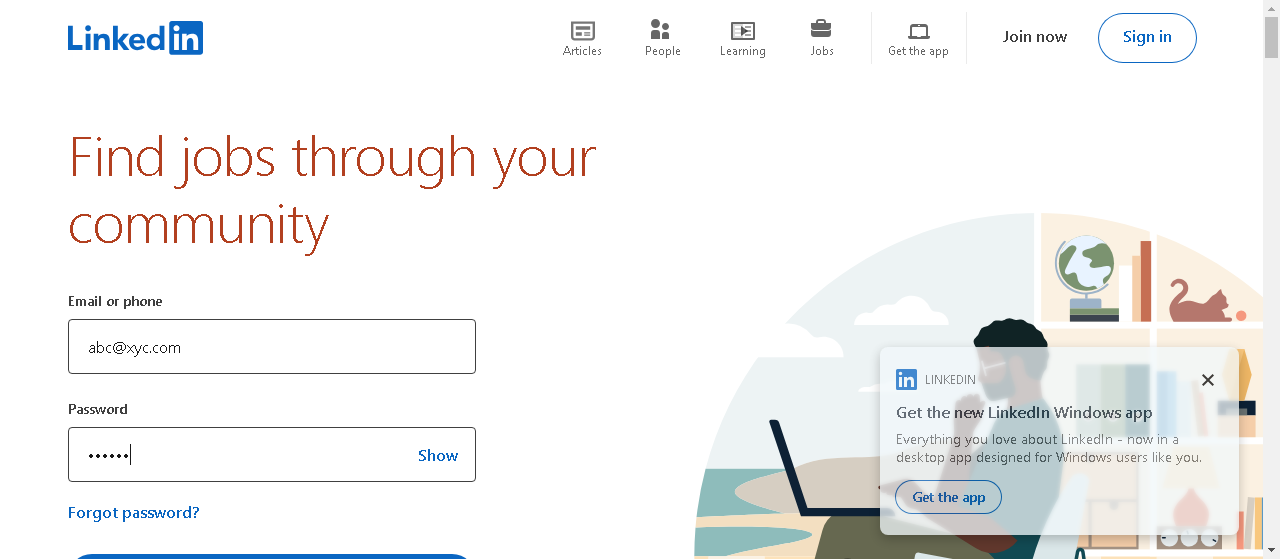 Linked in
Articles
People
Learning
Jobs
Get the app
Join now
Sign in
Find jobs through your
community
Email or phone
abc@xyc.com
Password
••••••
Show
Forgot password?
in LINKEDIN
Get the new LinkedIn Windows app
Everything you love about LinkedIn - now in a
desktop app designed for Windows users like you.
Get the app